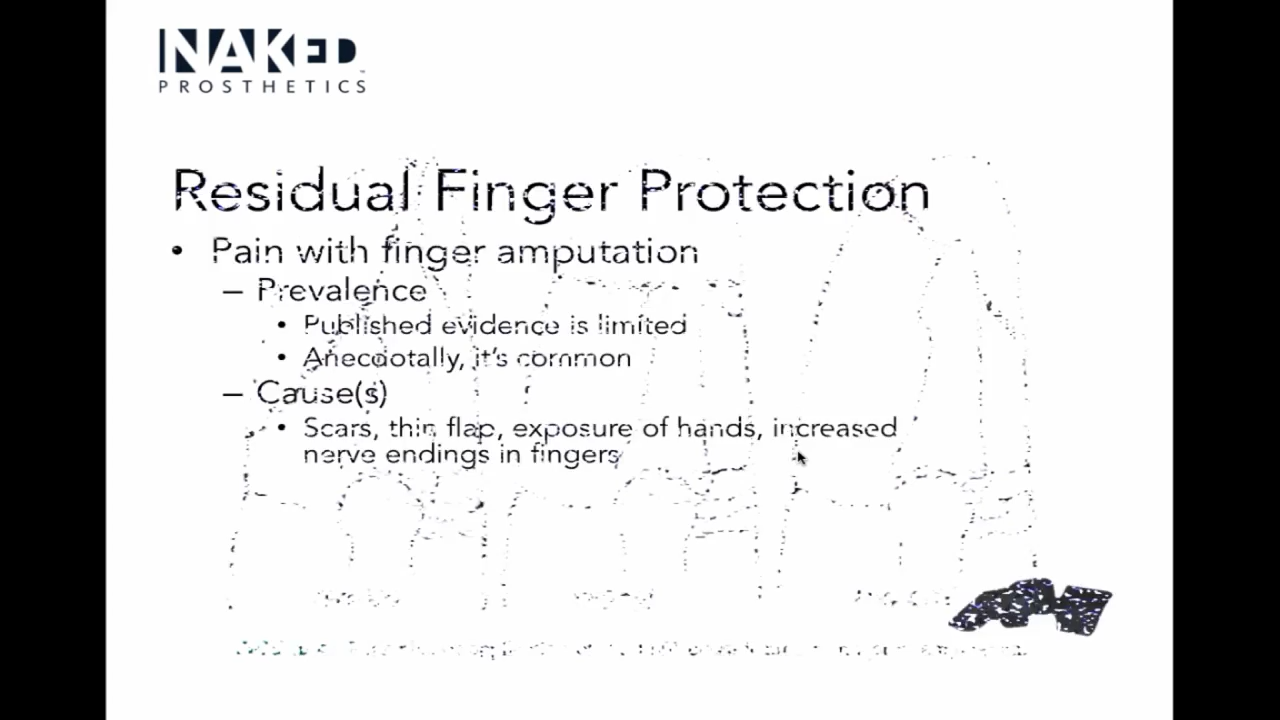 NAKED
PROSTHETICS
Residual Finger Protection
• Pain with finger amputation
– Prevalence
• Published evidence is limited
• Anecdotally, it's common
– Cause(s)
• Scars, thin flap, exposure of hands, increased
nerve endings in fingers